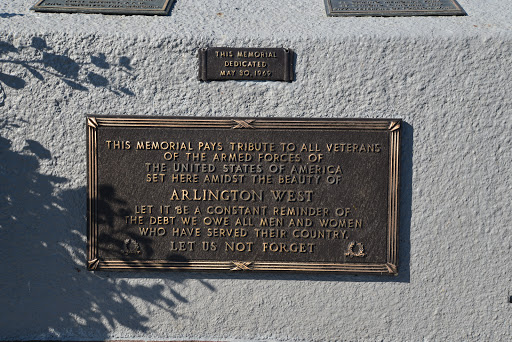 THIS MEMORIAL
DEDICATED
MAY 30, 1969
THIS MEMORIAL PAYS TRIBUTE TO ALL VETERANS
OF THE ARMED FORCES OF
THE UNITED STATES OF AMERICA
SET HERE AMIDST THE BEAUTY OF
ARLINGTON WEST
LET IT BE A CONSTANT REMINDER OF
THE DEBT WE OWE ALL MEN AND WOMEN
WHO HAVE SERVED THEIR COUNTRY.
LET US NOT FORGET